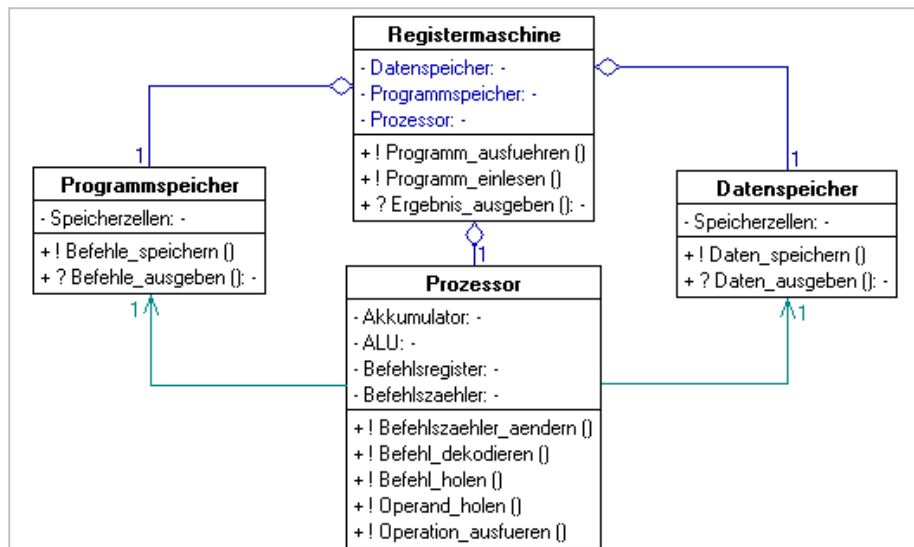 Registermaschine
- Datenspeicher: -
- Programmspeicher: -
- Prozessor: -
+ ! Programm_ausfuehren ()
+ ! Programm_einlesen ()
+ ? Ergebnis_ausgeben (): -
1
Programmspeicher
- Speicherzellen: -
+ ! Befehle_speichern ()
+ ? Befehle_ausgeben (): -
1
1
Datenspeicher
- Speicherzellen: -
+ ! Daten_speichern ()
+ ? Daten_ausgeben (): -
1
1
Prozessor
- Akkumulator: -
- ALU: -
- Befehlsregister: -
- Befehlszaehler: -
+ ! Befehlszaehler_aendern ()
+ ! Befehl_dekodieren ()
+ ! Befehl_holen ()
+ ! Operand_holen ()
+ ! Operation_ausfueren ()